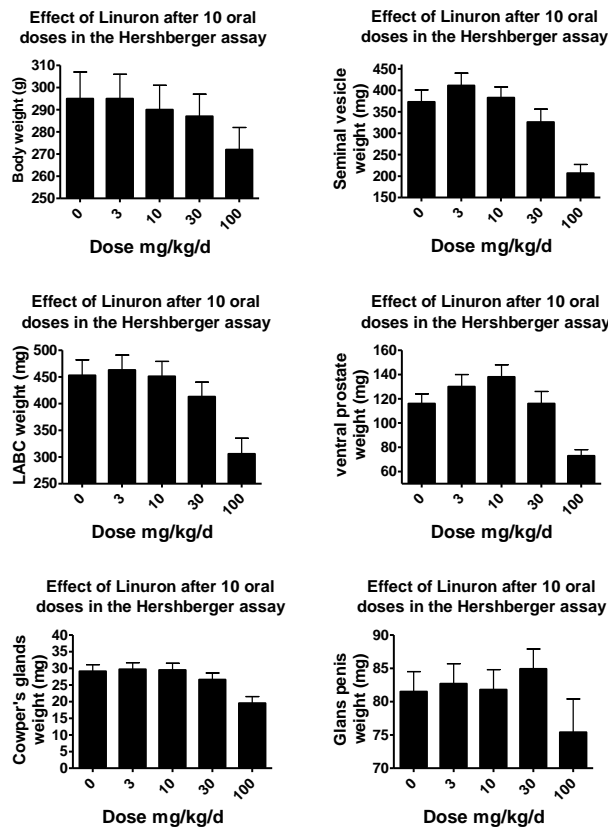 Effect of Linuron after 10 oral
doses in the Hershberger assay
Body weight (g)
310
300
290
280
270
260
250
0 3 10 30 100
Dose mg/kg/d
Effect of Linuron after 10 oral
doses in the Hershberger assay
Seminal vesicle
weight (mg)
450
400
350
300
250
200
150
0 3 10 30 100
Dose mg/kg/d
Effect of Linuron after 10 oral
doses in the Hershberger assay
LABC weight (mg)
500
450
400
350
300
250
0 3 10 30 100
Dose mg/kg/d
Effect of Linuron after 10 oral
doses in the Hershberger assay
ventral prostate
weight (mg)
160
140
120
100
80
60
0 3 10 30 100
Dose mg/kg/d
Effect of Linuron after 10 oral
doses in the Hershberger assay
Cowper's glands
weight (mg)
40
35
30
25
20
15
10
5
0
0 3 10 30 100
Dose mg/kg/d
Effect of Linuron after 10 oral
doses in the Hershberger assay
Glans penis
weight (mg)
90
85
80
75
70
0 3 10 30 100
Dose mg/kg/d